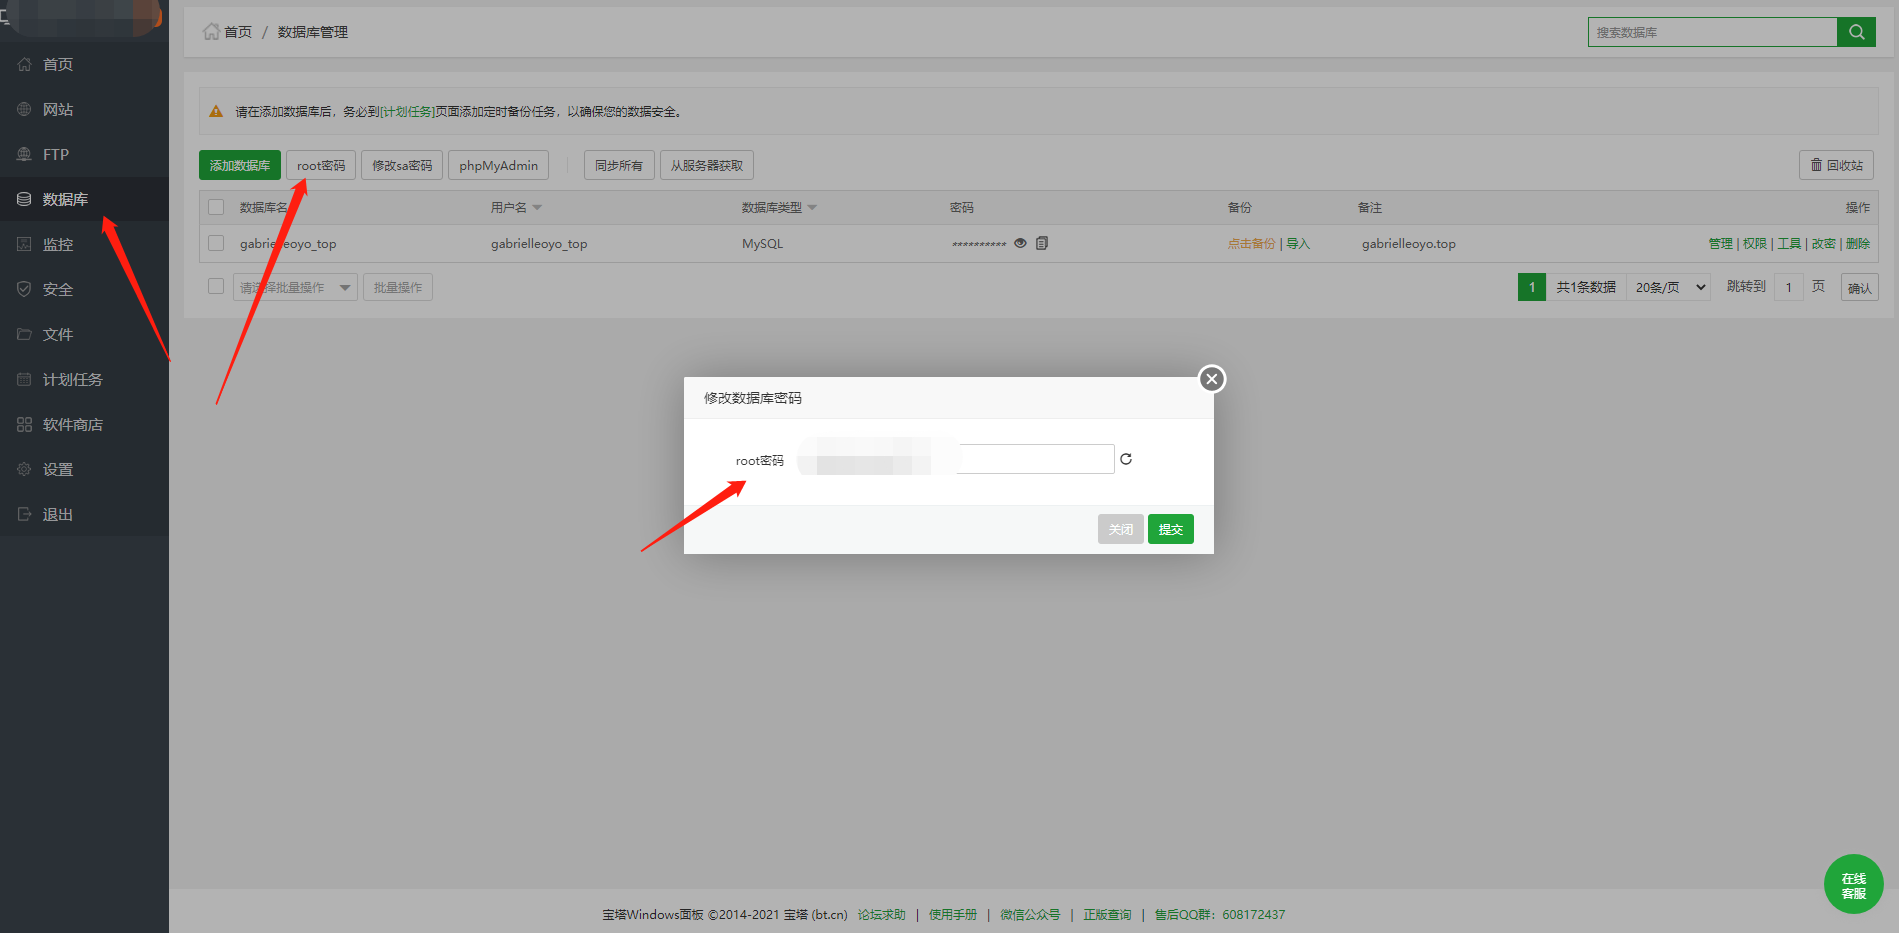 首页 / 数据库管理
搜索数据库
首页
网站
FTP
数据库
监控
安全
文件
计划任务
软件商店
设置
退出
请在添加数据库后，务必到[计划任务]页面添加定时备份任务，以确保您的数据安全。
添加数据库 root密码 修改sa密码 phpMyAdmin 同步所有 从服务器获取 回收站
数据库名 用户名 数据库类型 密码 备份 备注 操作
gabrielleoyo_top gabrielleoyo_top MySQL ********** 点击备份 | 导入 gabrielleoyo.top 管理 | 权限 | 工具 | 改密 | 删除
请选择批量操作 批量操作 1 共1条数据 20条/页 跳转到 1 页 确认
修改数据库密码
root密码
关闭 提交
在线
客服
宝塔Windows面板 ©2014-2021 宝塔 (bt.cn) 论坛求助 | 使用手册 | 微信公众号 | 正版查询 | 售后QQ群：608172437